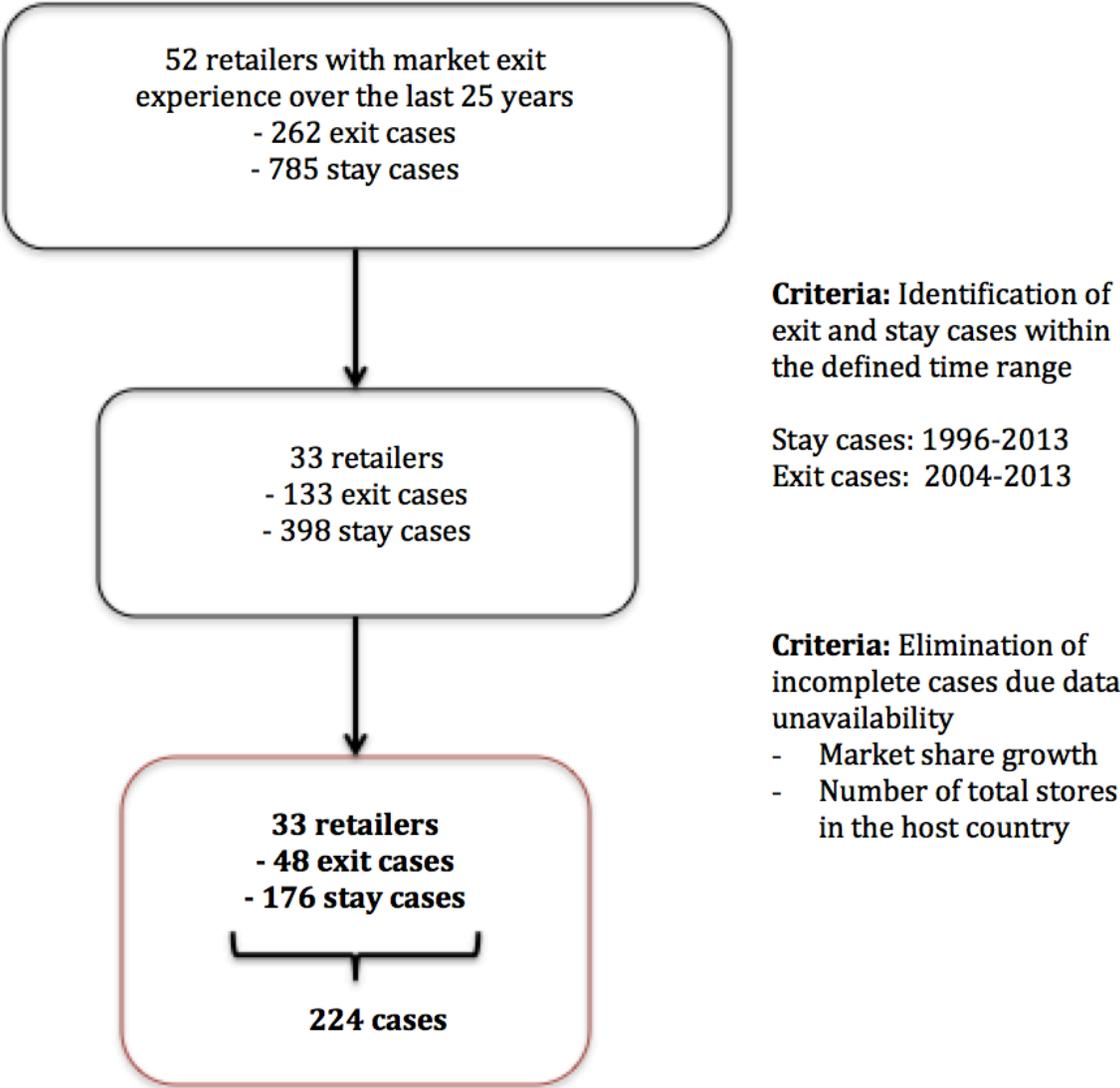 52 retailers with market exit
experience over the last 25 years
- 262 exit cases
- 785 stay cases
Criteria: Identification of
exit and stay cases within
the defined time range
Stay cases: 1996-2013
Exit cases: 2004-2013
33 retailers
- 133 exit cases
- 398 stay cases
Criteria: Elimination of
incomplete cases due data
unavailability
- Market share growth
- Number of total stores
in the host country
33 retailers
- 48 exit cases
- 176 stay cases
224 cases